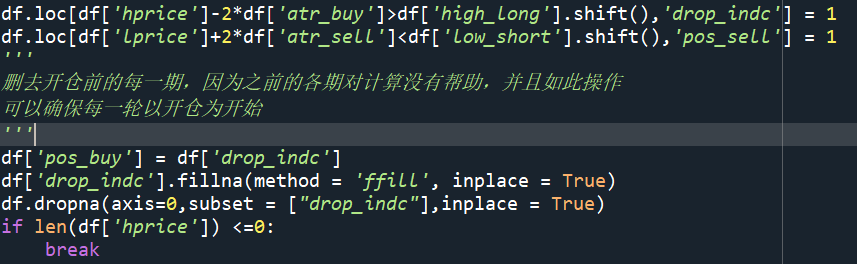 df.loc[df['hprice']-2*df['atr_buy']>df['high_long'].shift(),'drop_indc'] = 1
df.loc[df['lprice']+2*df['atr_sell']<df['low_short'].shift(),'pos_sell'] = 1
'''
删去开仓前的每一期，因为之前的各期对计算没有帮助，并且如此操作
可以确保每一轮以开仓为开始
'''
df['pos_buy'] = df['drop_indc']
df['drop_indc'].fillna(method = 'ffill', inplace = True)
df.dropna(axis=0,subset = ["drop_indc"],inplace = True)
if len(df['hprice']) <=0:
    break